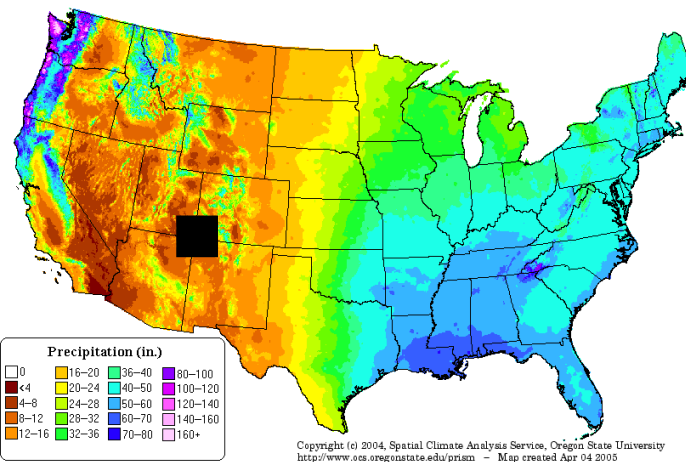 Precipitation (in.)
0 16–20 36–40 80–100
<4 20–24 40–50 100–120
4–8 24–28 50–60 120–140
8–12 28–32 60–70 140–160
12–16 32–36 70–80 160+
Copyright (c) 2004, Spatial Climate Analysis Service, Oregon State University
http://www.ocs.oregonstate.edu/prism – Map created Apr 04 2005